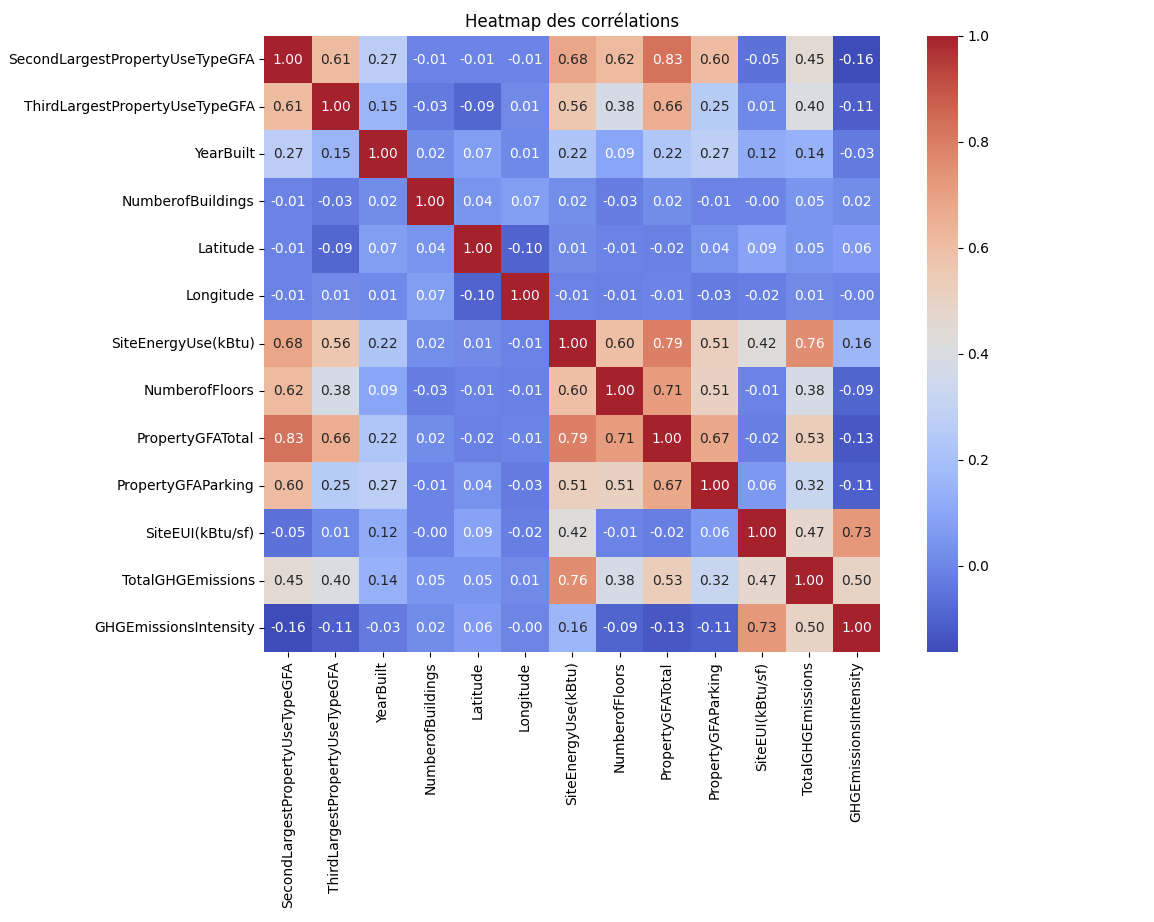 Heatmap des corrélations
SecondLargestPropertyUseTypeGFA 1.00 0.61 0.27 -0.01 -0.01 -0.01 0.68 0.62 0.83 0.60 -0.05 0.45 -0.16
ThirdLargestPropertyUseTypeGFA 0.61 1.00 0.15 -0.03 -0.09 0.01 0.56 0.38 0.66 0.25 0.01 0.40 -0.11
YearBuilt 0.27 0.15 1.00 0.02 0.07 0.01 0.22 0.09 0.22 0.27 0.12 0.14 -0.03
NumberofBuildings -0.01 -0.03 0.02 1.00 0.04 0.07 0.02 -0.03 0.02 -0.01 -0.00 0.05 0.02
Latitude -0.01 -0.09 0.07 0.04 1.00 -0.10 0.01 -0.01 -0.02 0.04 0.09 0.05 0.06
Longitude -0.01 0.01 0.01 0.07 -0.10 1.00 -0.01 -0.01 -0.01 -0.03 -0.02 0.01 -0.00
SiteEnergyUse(kBtu) 0.68 0.56 0.22 0.02 0.01 -0.01 1.00 0.60 0.79 0.51 0.42 0.76 0.16
NumberofFloors 0.62 0.38 0.09 -0.03 -0.01 -0.01 0.60 1.00 0.71 0.51 -0.01 0.38 -0.09
PropertyGFATotal 0.83 0.66 0.22 0.02 -0.02 -0.01 0.79 0.71 1.00 0.67 -0.02 0.53 -0.13
PropertyGFAParking 0.60 0.25 0.27 -0.01 0.04 -0.03 0.51 0.51 0.67 1.00 0.06 0.32 -0.11
SiteEUI(kBtu/sf) -0.05 0.01 0.12 -0.00 0.09 -0.02 0.42 -0.01 -0.02 0.06 1.00 0.47 0.73
TotalGHGEmissions 0.45 0.40 0.14 0.05 0.05 0.01 0.76 0.38 0.53 0.32 0.47 1.00 0.50
GHGEmissionsIntensity -0.16 -0.11 -0.03 0.02 0.06 -0.00 0.16 -0.09 -0.13 -0.11 0.73 0.50 1.00
SecondLargestPropertyUseTypeGFA
ThirdLargestPropertyUseTypeGFA
YearBuilt
NumberofBuildings
Latitude
Longitude
SiteEnergyUse(kBtu)
NumberofFloors
PropertyGFATotal
PropertyGFAParking
SiteEUI(kBtu/sf)
TotalGHGEmissions
GHGEmissionsIntensity
1.0
0.8
0.6
0.4
0.2
0.0